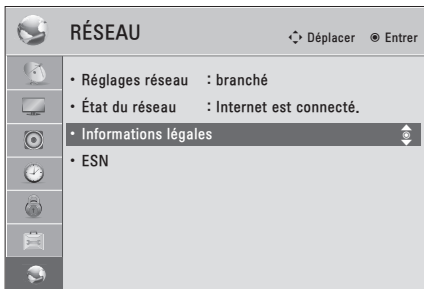 RÉSEAU
Déplacer
Entrer
• Réglages réseau : branché
• État du réseau : Internet est connecté.
• Informations légales
• ESN